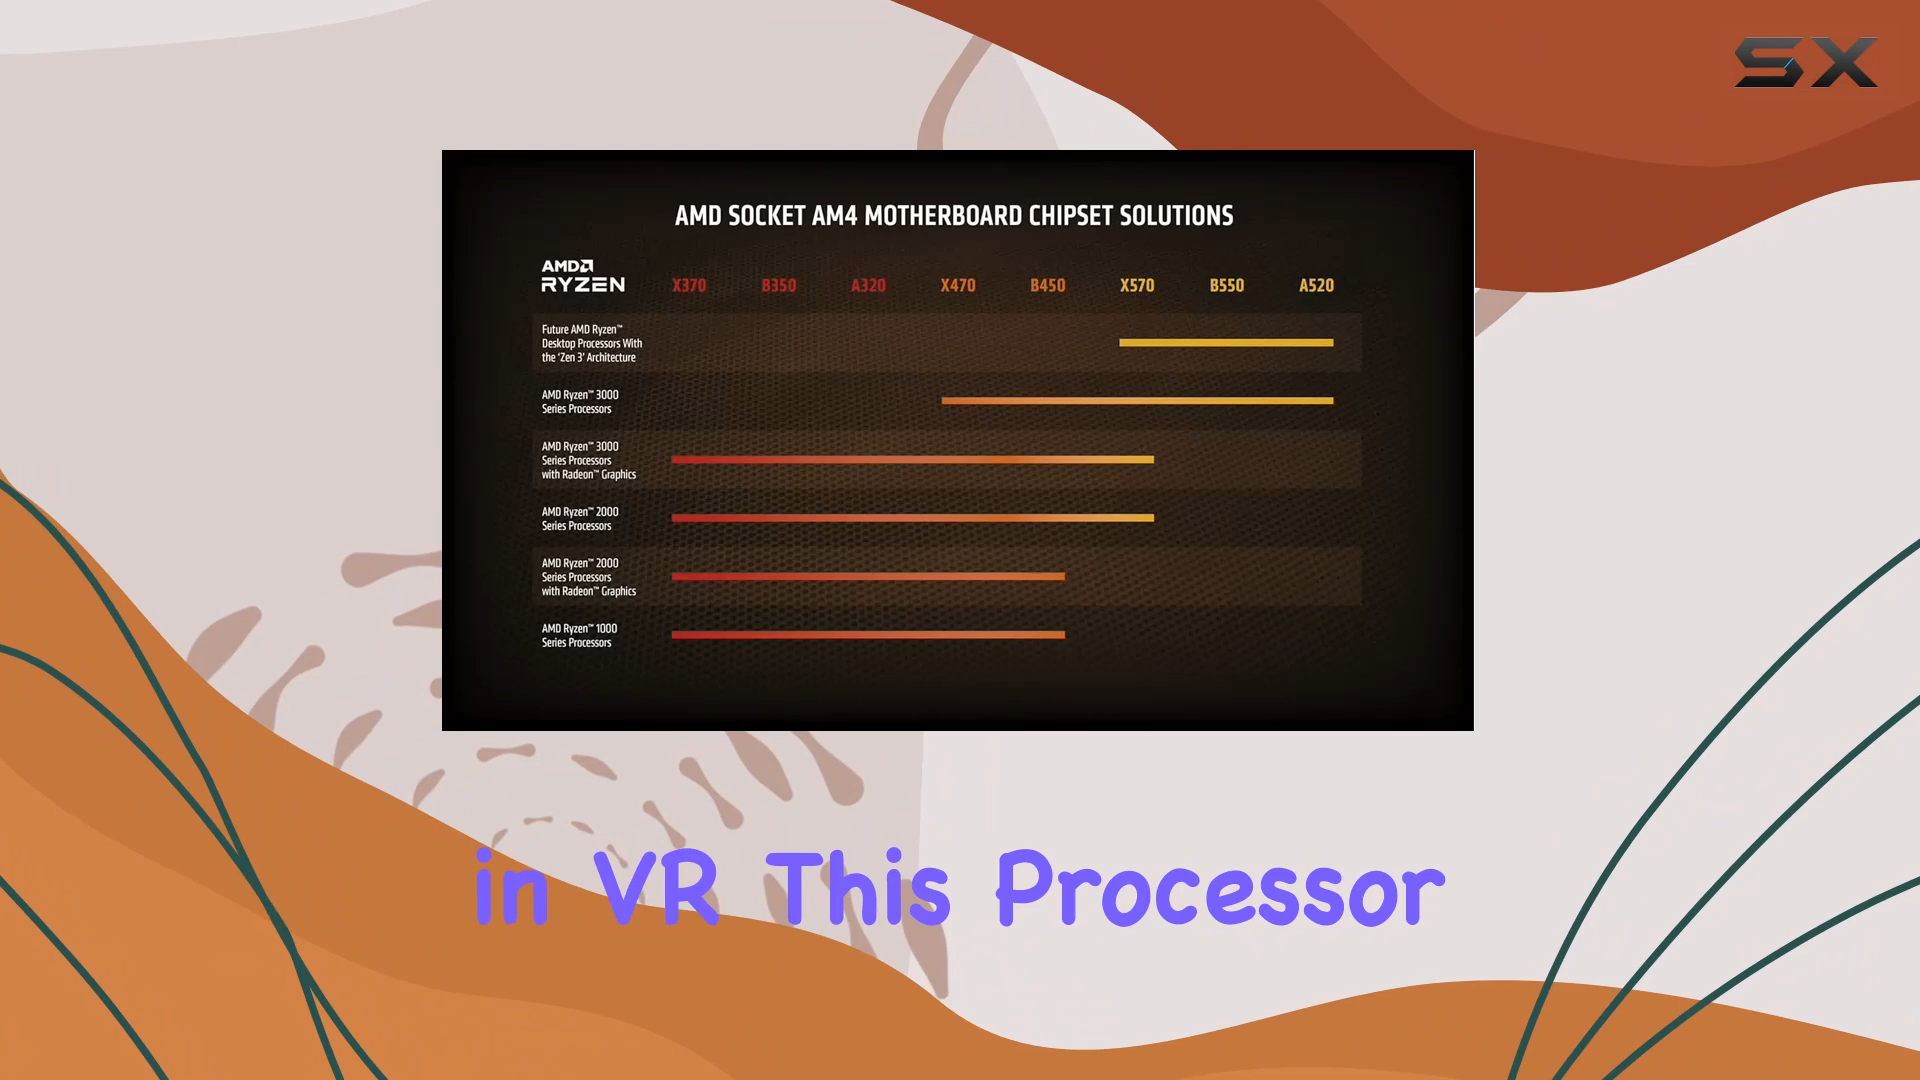 SX
AMD SOCKET AM4 MOTHERBOARD CHIPSET SOLUTIONS
AMD
RYZEN
X370 B350 A320 X470 B450 X570 B550 A520
Future AMD Ryzen™
Desktop Processors With
the 'Zen 3' Architecture
AMD Ryzen™ 3000
Series Processors
AMD Ryzen™ 3000
Series Processors
with Radeon™ Graphics
AMD Ryzen™ 2000
Series Processors
AMD Ryzen™ 2000
Series Processors
with Radeon™ Graphics
AMD Ryzen™ 1000
Series Processors
in VR This Processor